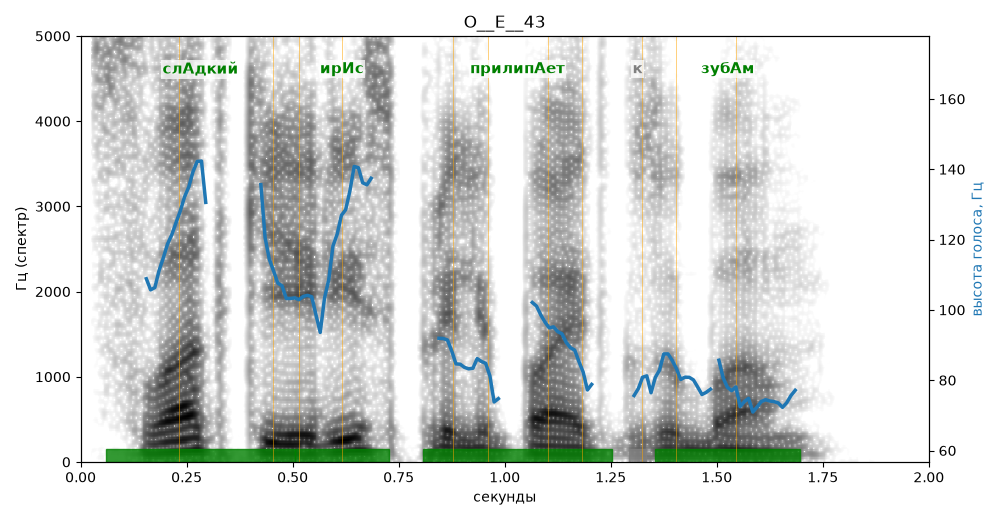 O__E__43
слАдкий ирИс прилипАет к зубАм
5000
4000
3000
2000
1000
0
160
140
120
100
80
60
0.00 0.25 0.50 0.75 1.00 1.25 1.50 1.75 2.00
секунды
Гц (спектр)
высота голоса, Гц